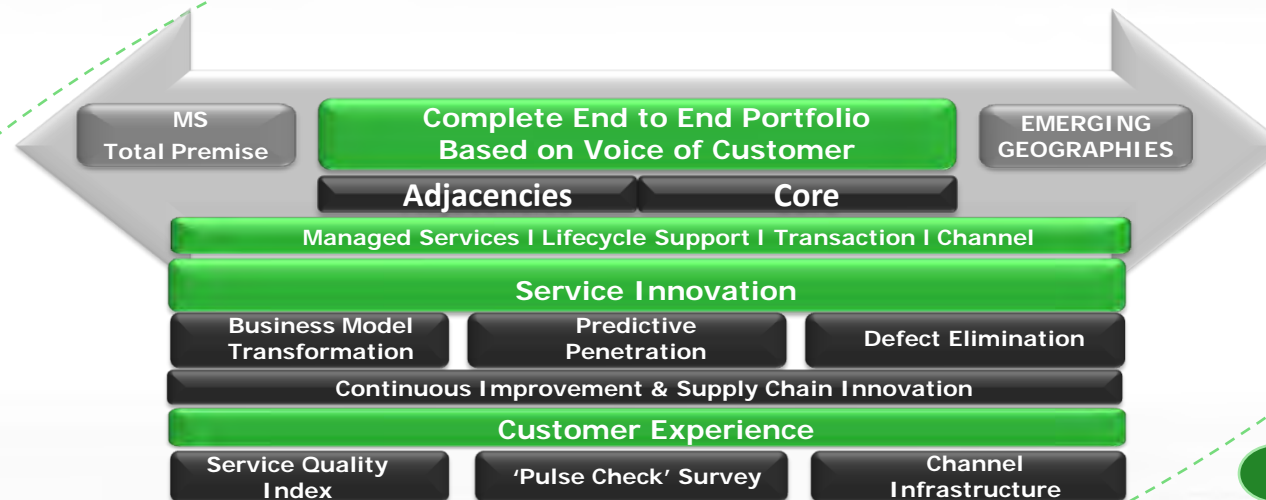 MS
Total Premise
Complete End to End Portfolio
Based on Voice of Customer
EMERGING
GEOGRAPHIES
Adjacencies
Core
Managed Services l Lifecycle Support l Transaction l Channel
Service Innovation
Business Model
Transformation
Predictive
Penetration
Defect Elimination
Continuous Improvement & Supply Chain Innovation
Customer Experience
Service Quality
Index
‘Pulse Check’ Survey
Channel
Infrastructure